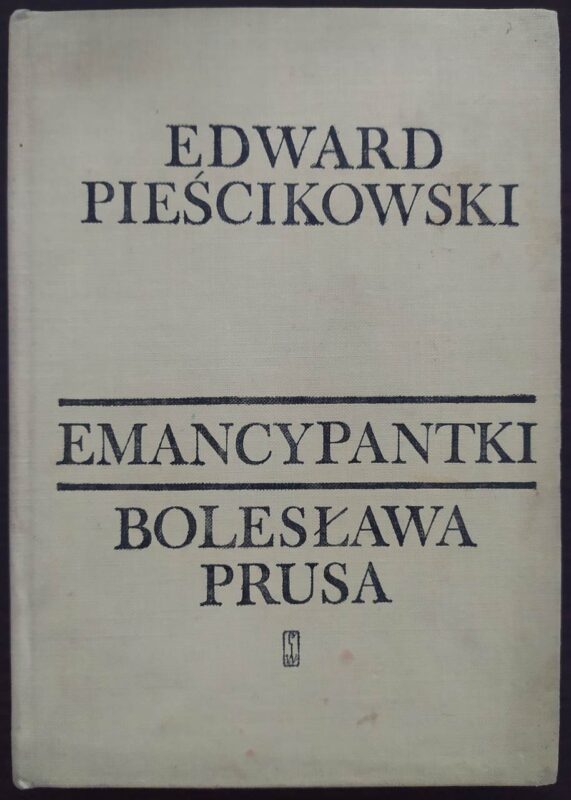 EDWARD
PIEŚCIKOWSKI
EMANCYPANTKI
BOLESŁAWA
PRUSA